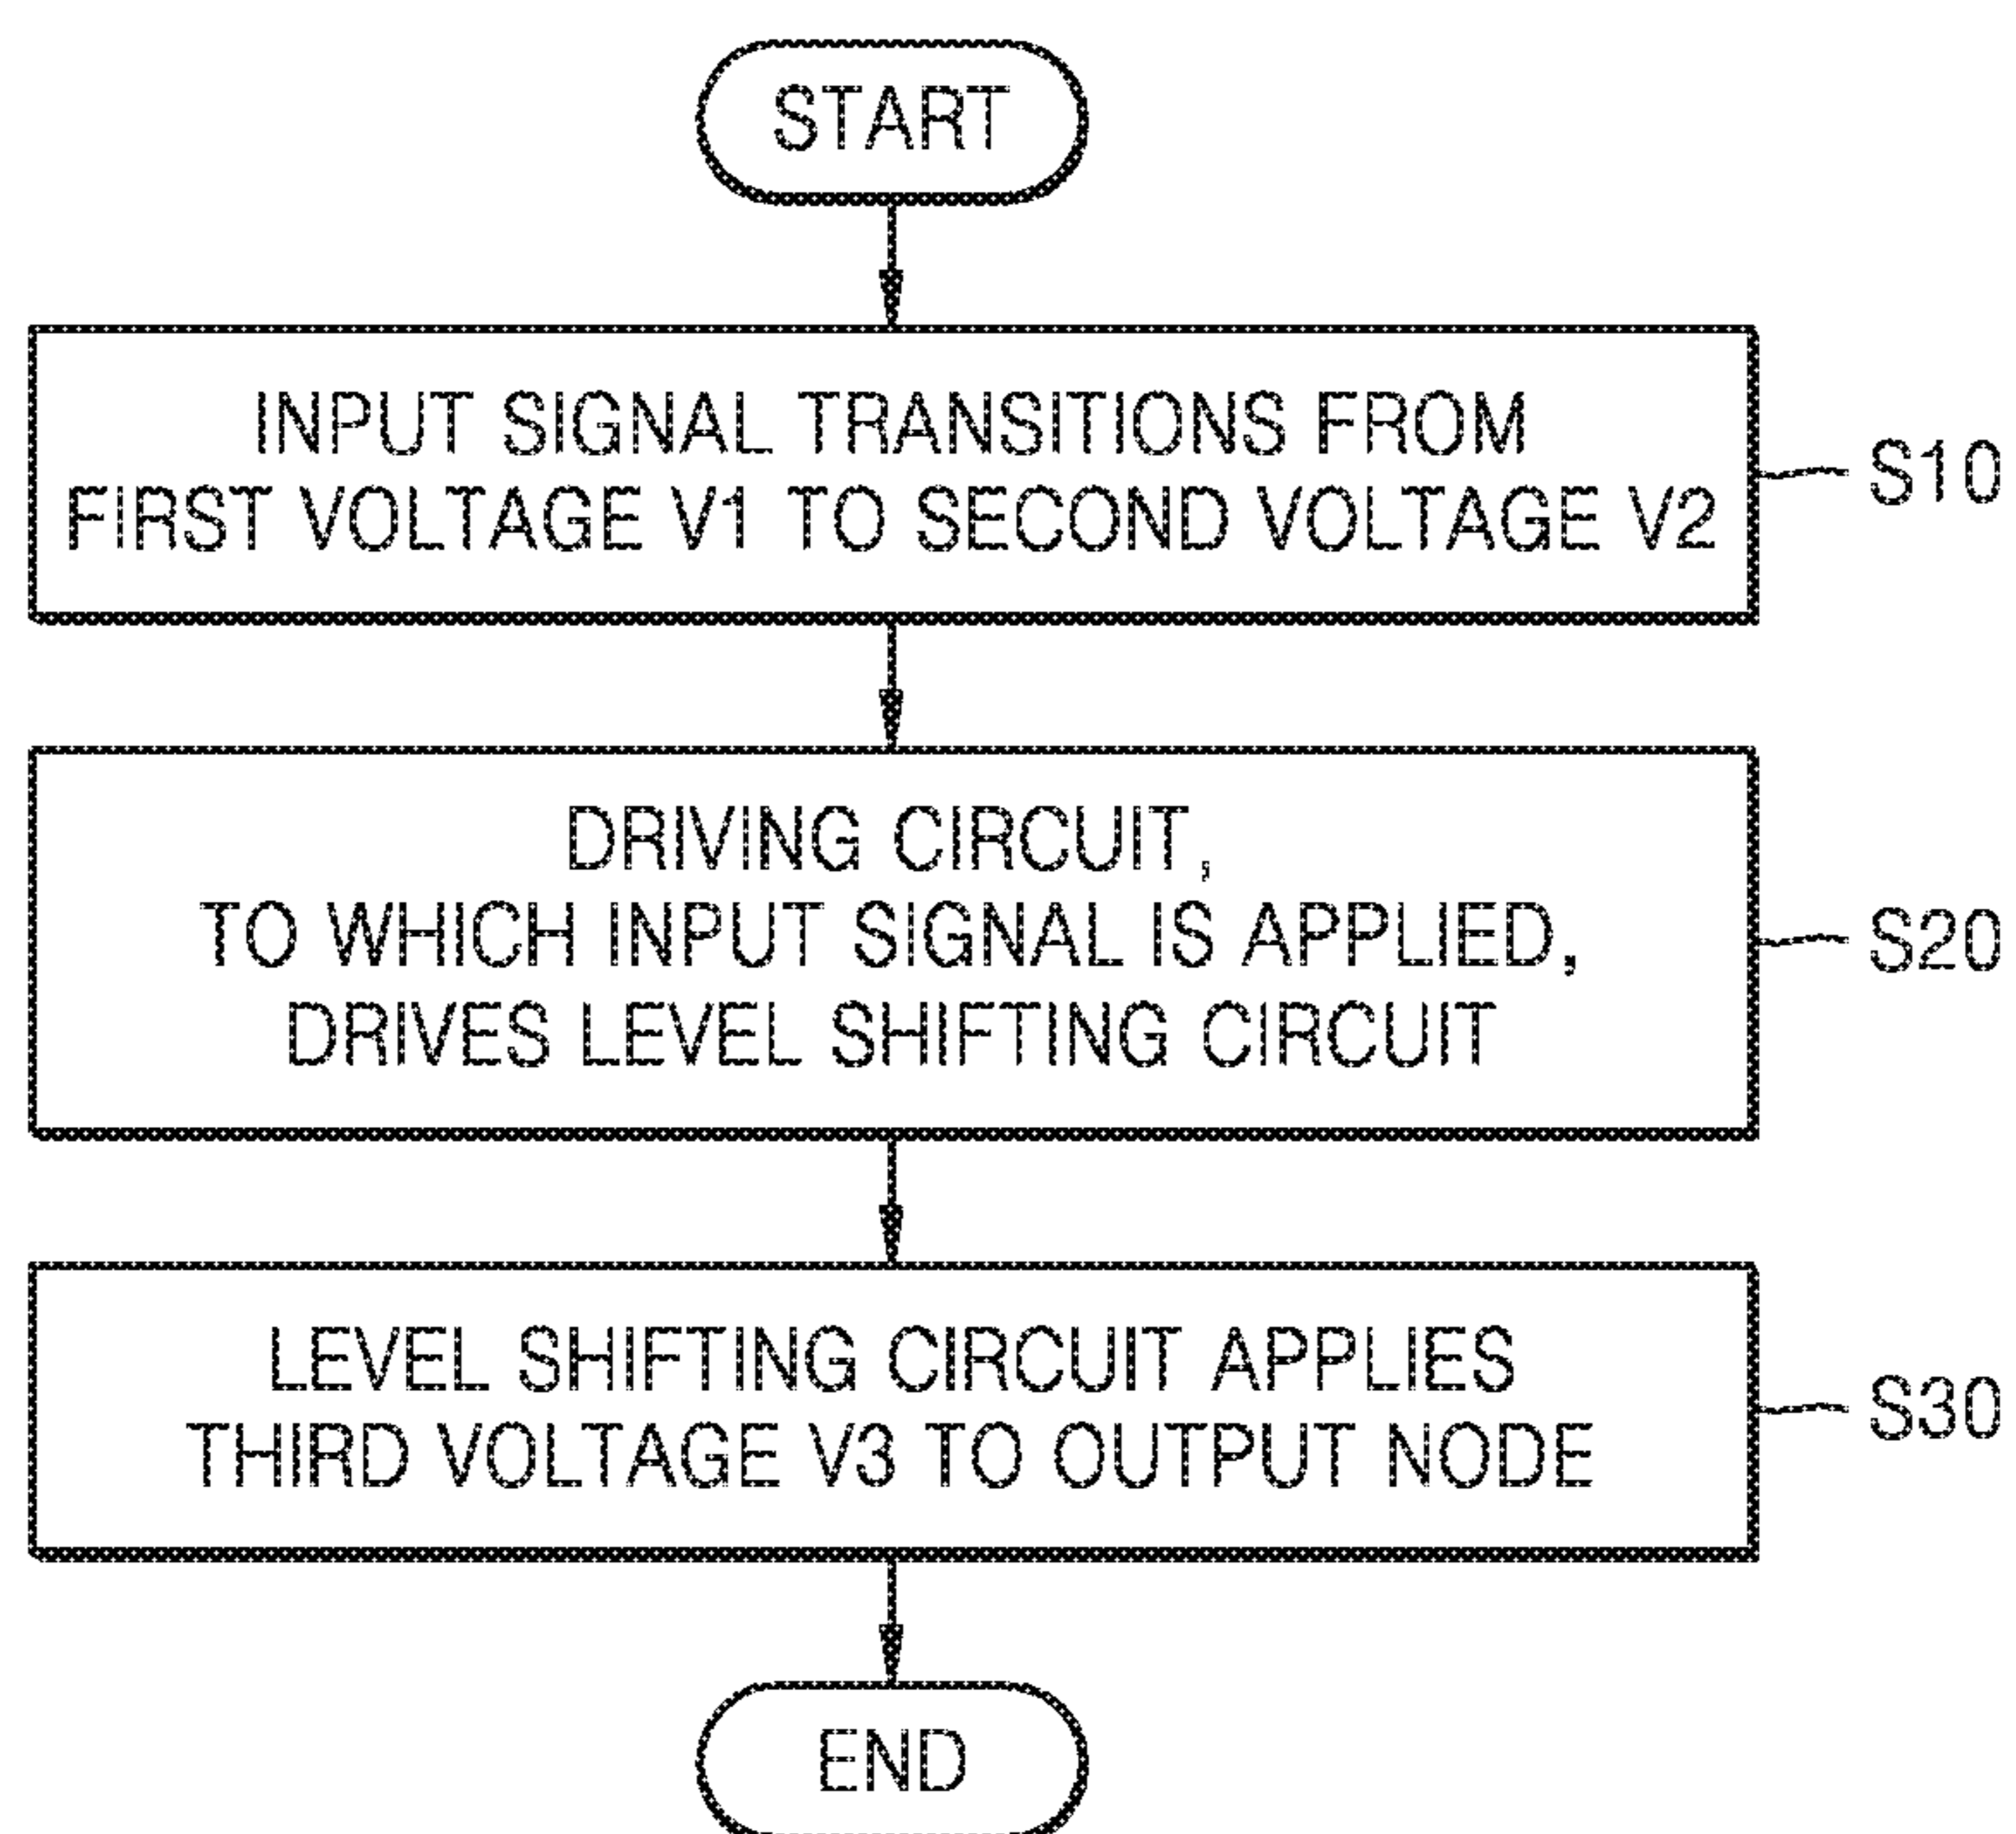 START
INPUT SIGNAL TRANSITIONS FROM
FIRST VOLTAGE V1 TO SECOND VOLTAGE V2
S10
DRIVING CIRCUIT,
TO WHICH INPUT SIGNAL IS APPLIED,
DRIVES LEVEL SHIFTING CIRCUIT
S20
LEVEL SHIFTING CIRCUIT APPLIES
THIRD VOLTAGE V3 TO OUTPUT NODE
S30
END